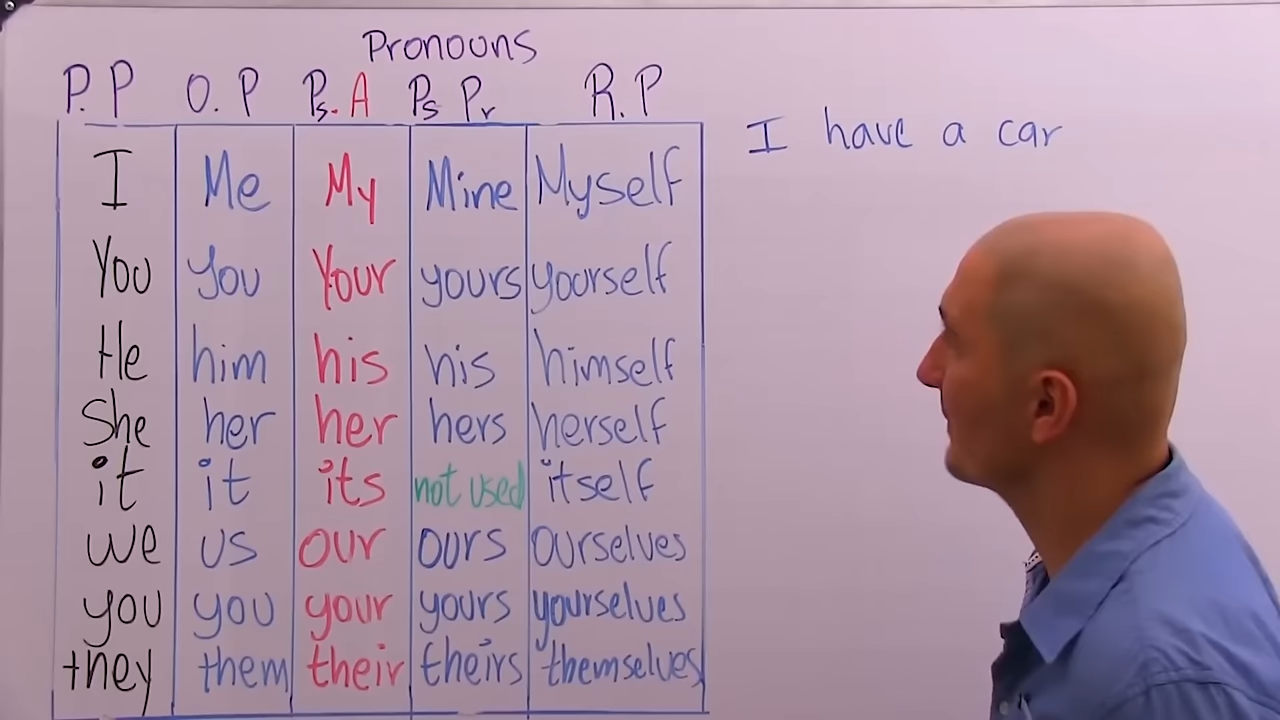 Pronouns
P.P O.P Ps.A Ps Pr R.P
I Me My Mine Myself
I have a car
You you Your yours yourself
He him his his himself
She her her hers herself
it it its not used itself
we us our ours ourselves
you you your yours yourselves
they them their theirs themselves